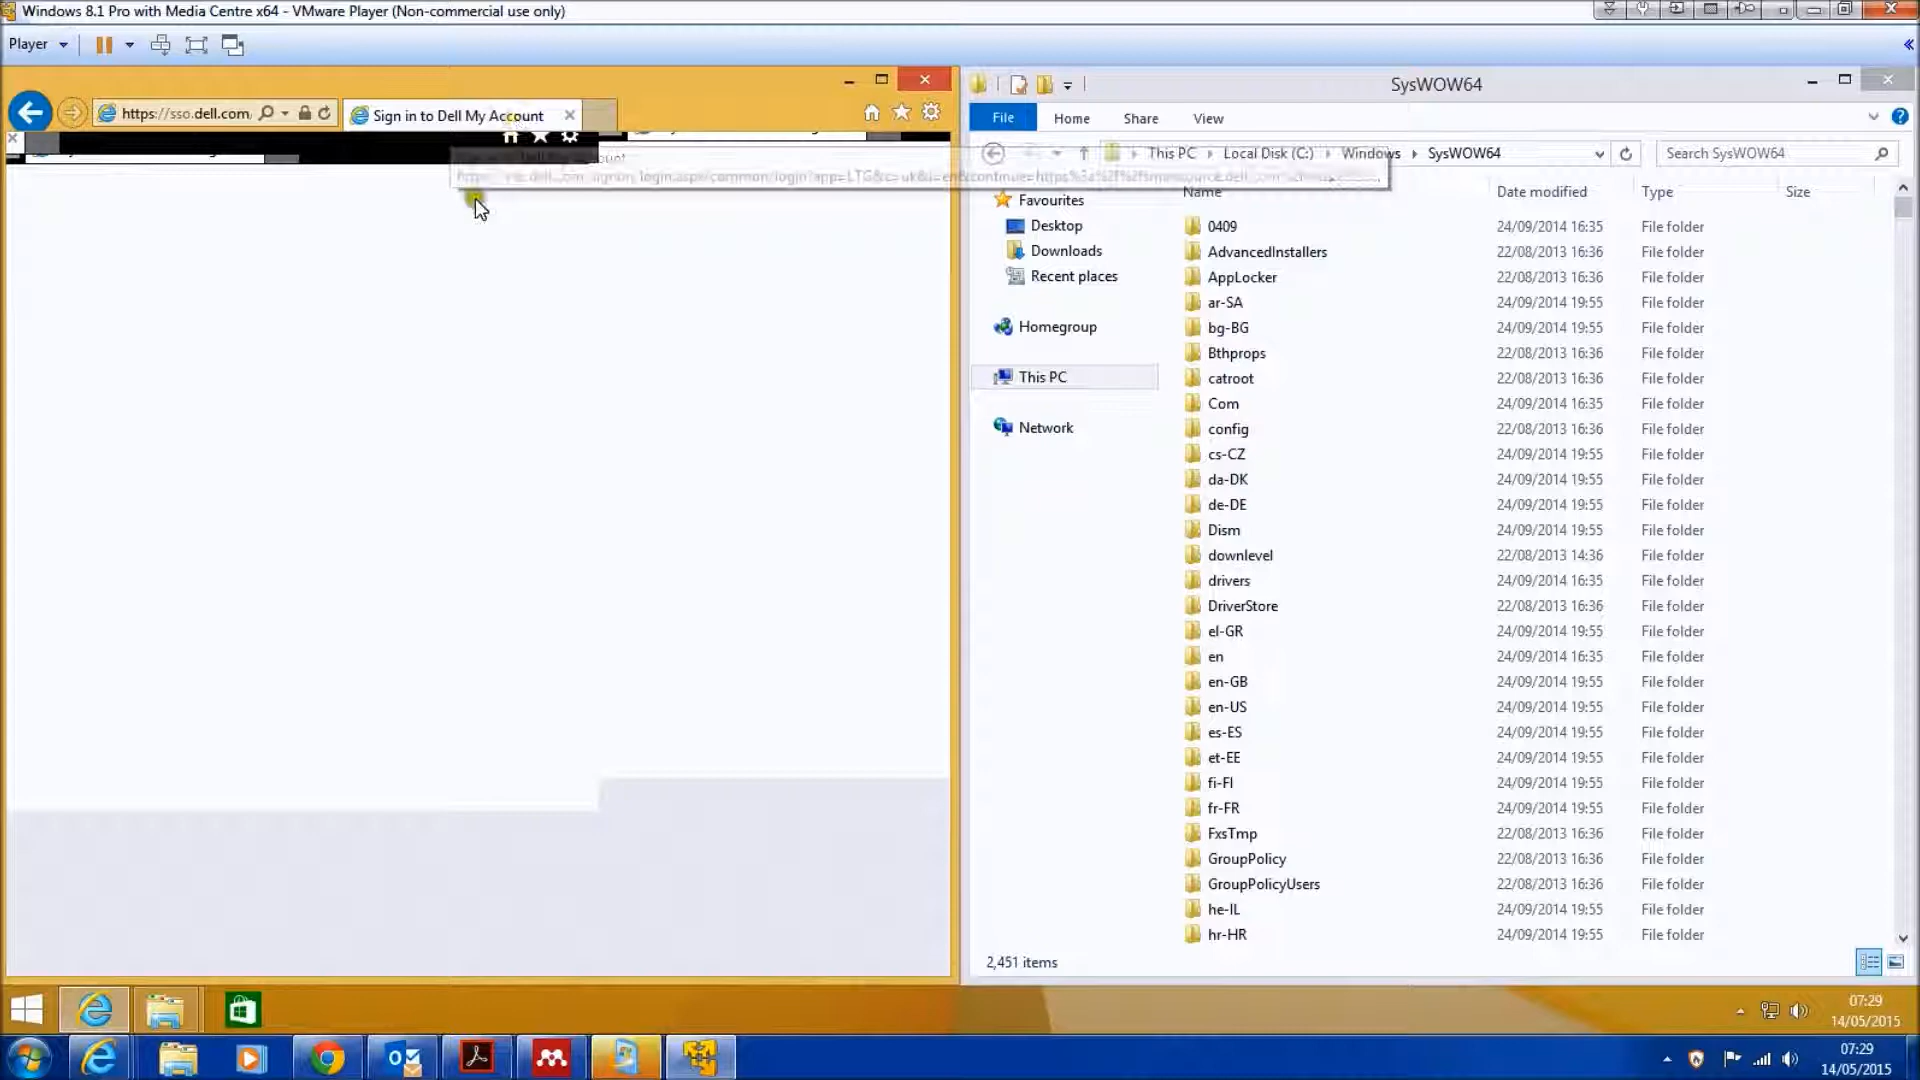 Windows 8.1 Pro with Media Centre x64 - VMware Player (Non-commercial use only)
Player
https://sso.dell.com
Sign in to Dell My Account
SysWOW64
File Home Share View
This PC Local Disk (C:) Windows SysWOW64
Search SysWOW64
Name Date modified Type Size
Favourites
Desktop
Downloads
Recent places
Homegroup
This PC
Network
0409 24/09/2014 16:35 File folder
AdvancedInstallers 22/08/2013 16:36 File folder
AppLocker 22/08/2013 16:36 File folder
ar-SA 24/09/2014 19:55 File folder
bg-BG 24/09/2014 19:55 File folder
Bthprops 22/08/2013 16:36 File folder
catroot 22/08/2013 16:36 File folder
Com 24/09/2014 16:35 File folder
config 22/08/2013 16:36 File folder
cs-CZ 24/09/2014 19:55 File folder
da-DK 24/09/2014 19:55 File folder
de-DE 24/09/2014 19:55 File folder
Dism 24/09/2014 19:55 File folder
downlevel 22/08/2013 14:36 File folder
drivers 24/09/2014 16:35 File folder
DriverStore 22/08/2013 16:36 File folder
el-GR 24/09/2014 19:55 File folder
en 24/09/2014 16:35 File folder
en-GB 24/09/2014 19:55 File folder
en-US 24/09/2014 19:55 File folder
es-ES 24/09/2014 19:55 File folder
et-EE 24/09/2014 19:55 File folder
fi-FI 24/09/2014 19:55 File folder
fr-FR 24/09/2014 19:55 File folder
FxsTmp 22/08/2013 16:36 File folder
GroupPolicy 22/08/2013 16:36 File folder
GroupPolicyUsers 22/08/2013 16:36 File folder
he-IL 24/09/2014 19:55 File folder
hr-HR 24/09/2014 19:55 File folder
2,451 items
07:29
14/05/2015
07:29
14/05/2015